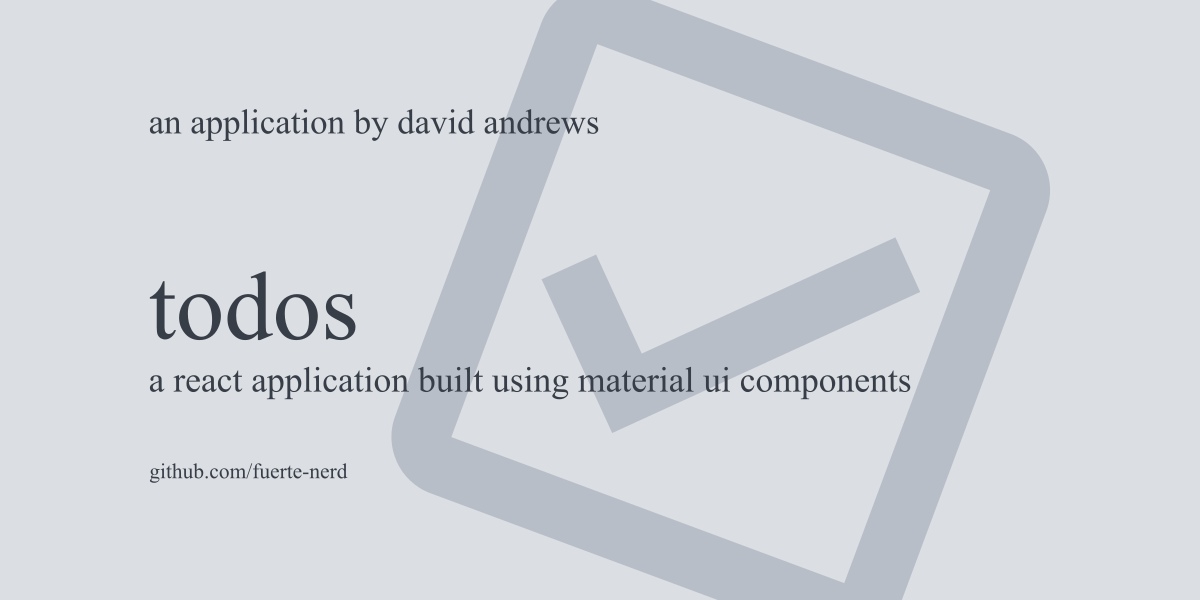 an application by david andrews
todos
a react application built using material ui components
github.com/fuerte-nerd